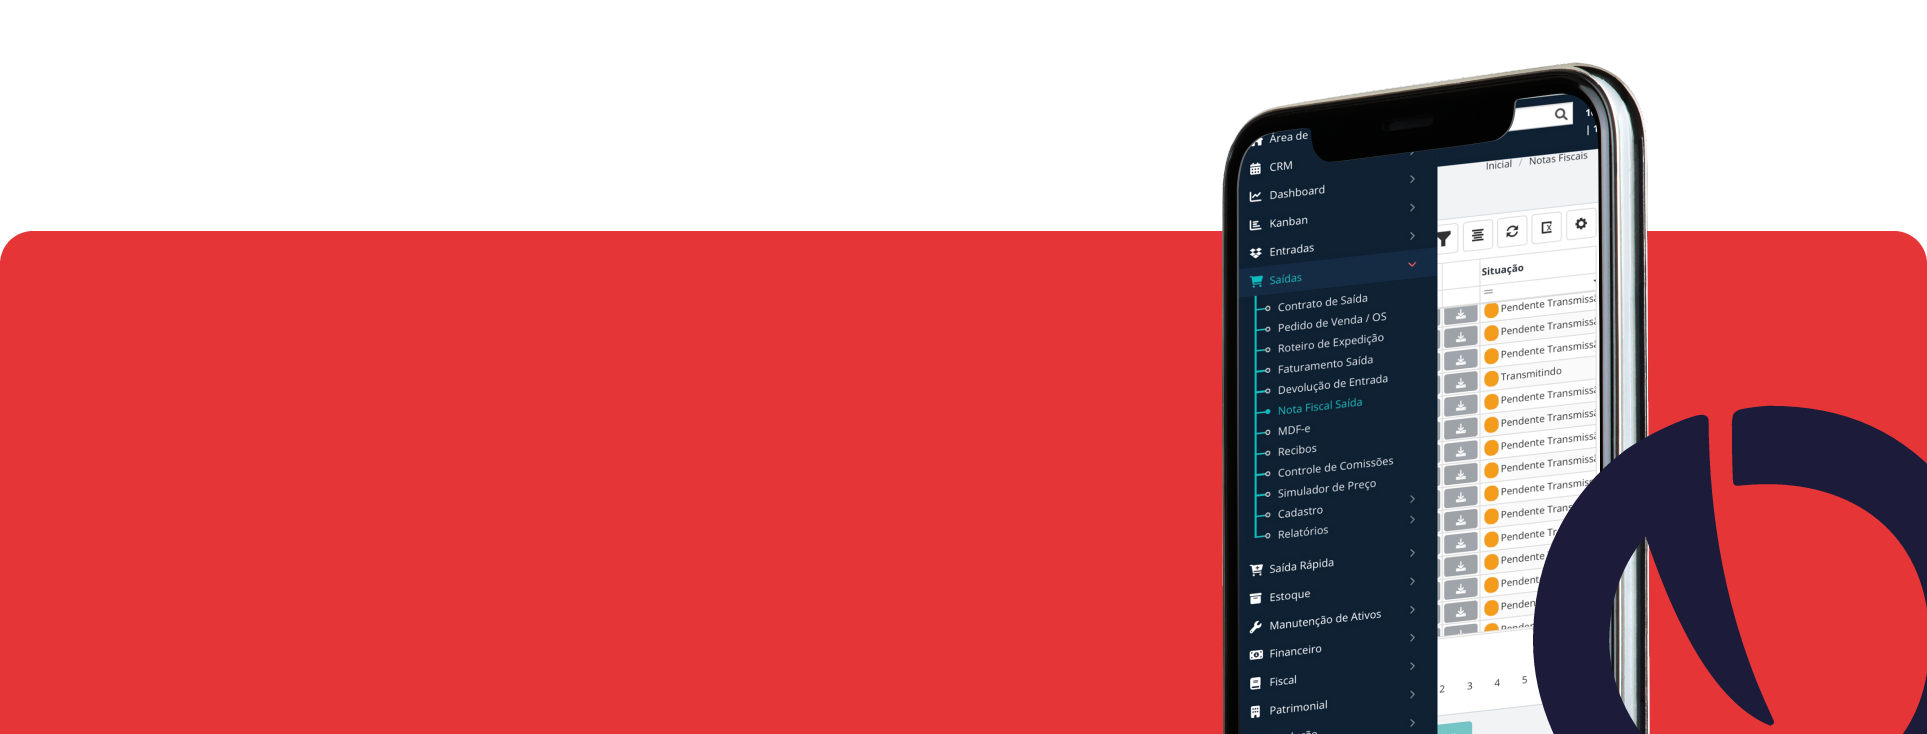 Área de
CRM
Dashboard
Kanban
Entradas
Saídas
Contrato de Saída
Pedido de Venda / OS
Roteiro de Expedição
Faturamento Saída
Devolução de Entrada
Nota Fiscal Saída
MDF-e
Recibos
Controle de Comissões
Simulador de Preço
Cadastro
Relatórios
Saída Rápida
Estoque
Manutenção de Ativos
Financeiro
Fiscal
Patrimonial
Inicial / Notas Fiscais
Situação
=
Pendente Transmissã
Pendente Transmissã
Pendente Transmissã
Transmitindo
Pendente Transmissã
Pendente Transmissã
Pendente Transmissã
Pendente Transmissã
Pendente Transmiss
Pendente Trans
Pendente Tr
Pendente
Pendent
Penden
2 3 4 5